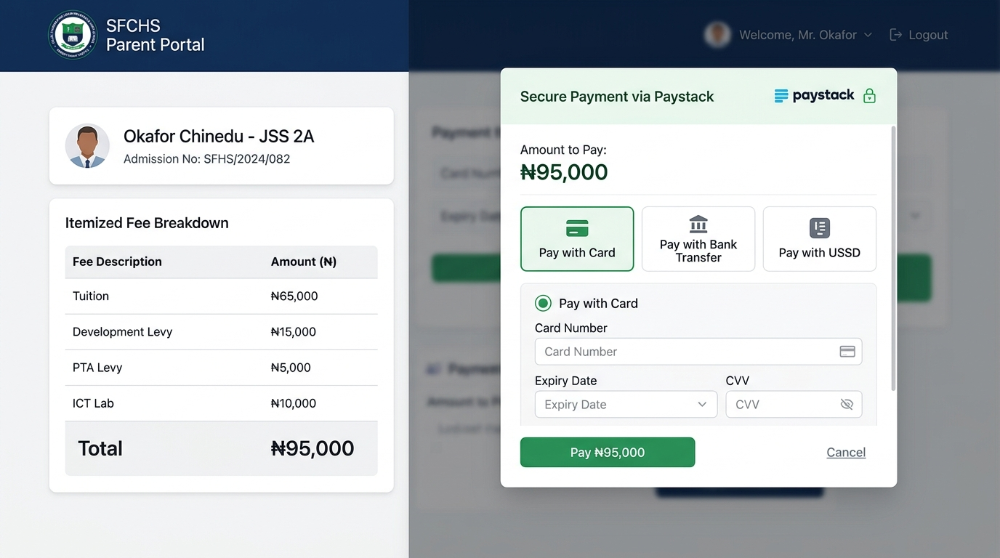 SFCHS
Parent Portal
Welcome, Mr. Okafor
Logout
Okafor Chinedu - JSS 2A
Admission No: SFHS/2024/082
Itemized Fee Breakdown
Fee Description Amount (₦)
Tuition ₦65,000
Development Levy ₦15,000
PTA Levy ₦5,000
ICT Lab ₦10,000
Total ₦95,000
Secure Payment via Paystack
paystack
Amount to Pay:
₦95,000
Pay with Card
Pay with Bank
Transfer
Pay with USSD
Pay with Card
Card Number
Card Number
Expiry Date CVV
Expiry Date CVV
Pay ₦95,000
Cancel